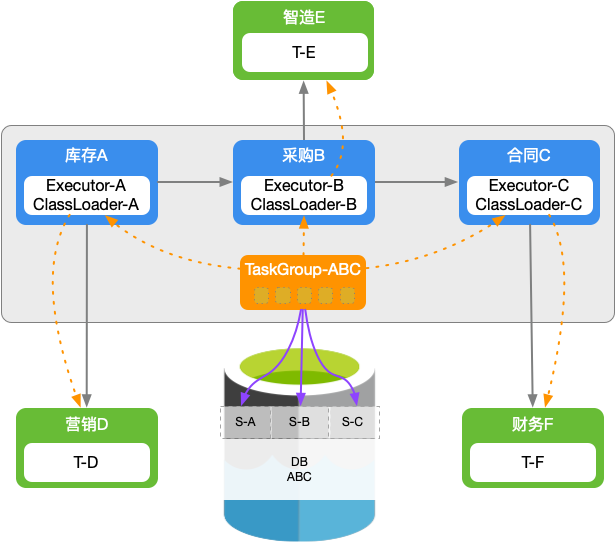 智造E
T-E
库存A
Executor-A
ClassLoader-A
采购B
Executor-B
ClassLoader-B
合同C
Executor-C
ClassLoader-C
TaskGroup-ABC
营销D
T-D
S-A
S-B
S-C
DB
ABC
财务F
T-F